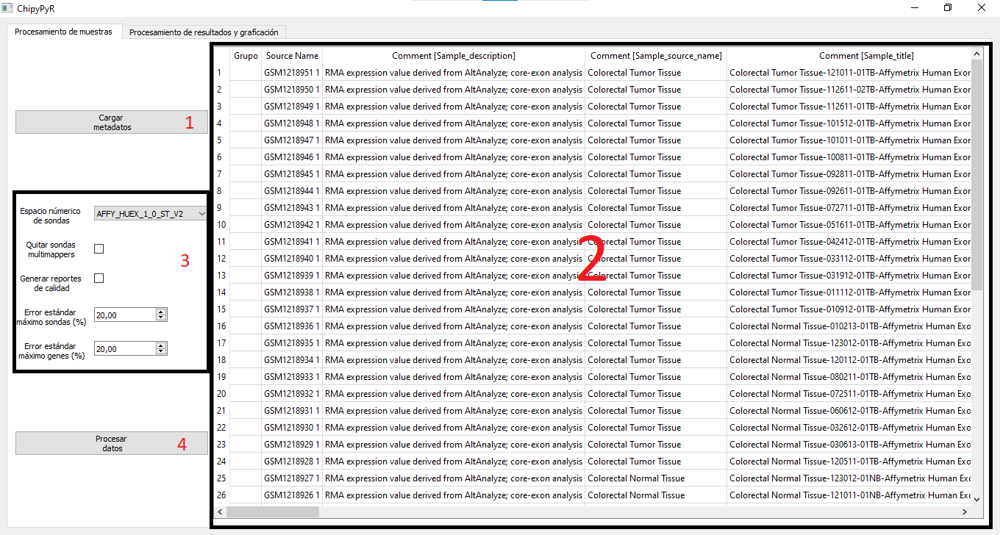 ChipyPyR
Procesamiento de muestras
Procesamiento de resultados y graficación
Cargar
metadatos
1
Espacio númerico
de sondas
AFFY_HUEX_1_0_ST_V2
Quitar sondas
multimappers
3
Generar reportes
de calidad
Error estándar
máximo sondas (%)
20,00
Error estándar
máximo genes (%)
20,00
Procesar
datos
4
2
Grupo Source Name Comment [Sample_description] Comment [Sample_source_name] Comment [Sample_title]
1 GSM1218951 1 RMA expression value derived from AltAnalyze; core-exon analysis Colorectal Tumor Tissue Colorectal Tumor Tissue-121011-01TB-Affymetrix Human Exor
2 GSM1218950 1 RMA expression value derived from AltAnalyze; core-exon analysis Colorectal Tumor Tissue Colorectal Tumor Tissue-112611-02TB-Affymetrix Human Exor
3 GSM1218949 1 RMA expression value derived from AltAnalyze; core-exon analysis Colorectal Tumor Tissue Colorectal Tumor Tissue-112611-01TB-Affymetrix Human Exor
4 GSM1218948 1 RMA expression value derived from AltAnalyze; core-exon analysis Colorectal Tumor Tissue Colorectal Tumor Tissue-101512-01TB-Affymetrix Human Exor
5 GSM1218947 1 RMA expression value derived from AltAnalyze; core-exon analysis Colorectal Tumor Tissue Colorectal Tumor Tissue-101011-01TB-Affymetrix Human Exor
6 GSM1218946 1 RMA expression value derived from AltAnalyze; core-exon analysis Colorectal Tumor Tissue Colorectal Tumor Tissue-100811-01TB-Affymetrix Human Exor
7 GSM1218945 1 RMA expression value derived from AltAnalyze; core-exon analysis Colorectal Tumor Tissue Colorectal Tumor Tissue-092811-01TB-Affymetrix Human Exor
8 GSM1218944 1 RMA expression value derived from AltAnalyze; core-exon analysis Colorectal Tumor Tissue Colorectal Tumor Tissue-092611-01TB-Affymetrix Human Exor
9 GSM1218943 1 RMA expression value derived from AltAnalyze; core-exon analysis Colorectal Tumor Tissue Colorectal Tumor Tissue-072711-01TB-Affymetrix Human Exor
10 GSM1218942 1 RMA expression value derived from AltAnalyze; core-exon analysis Colorectal Tumor Tissue Colorectal Tumor Tissue-051611-01TB-Affymetrix Human Exor
11 GSM1218941 1 RMA expression value derived from AltAnalyze; core-exon analysis Colorectal Tumor Tissue Colorectal Tumor Tissue-042412-01TB-Affymetrix Human Exor
12 GSM1218940 1 RMA expression value derived from AltAnalyze; core-exon analysis Colorectal Tumor Tissue Colorectal Tumor Tissue-033112-01TB-Affymetrix Human Exor
13 GSM1218939 1 RMA expression value derived from AltAnalyze; core-exon analysis Colorectal Tumor Tissue Colorectal Tumor Tissue-031912-01TB-Affymetrix Human Exor
14 GSM1218938 1 RMA expression value derived from AltAnalyze; core-exon analysis Colorectal Tumor Tissue Colorectal Tumor Tissue-011112-01TB-Affymetrix Human Exor
15 GSM1218937 1 RMA expression value derived from AltAnalyze; core-exon analysis Colorectal Tumor Tissue Colorectal Tumor Tissue-010912-01TB-Affymetrix Human Exor
16 GSM1218936 1 RMA expression value derived from AltAnalyze; core-exon analysis Colorectal Tumor Tissue Colorectal Normal Tissue-010213-01TB-Affymetrix Human Exo
17 GSM1218935 1 RMA expression value derived from AltAnalyze; core-exon analysis Colorectal Tumor Tissue Colorectal Normal Tissue-123012-01TB-Affymetrix Human Exo
18 GSM1218934 1 RMA expression value derived from AltAnalyze; core-exon analysis Colorectal Tumor Tissue Colorectal Normal Tissue-120112-01TB-Affymetrix Human Exo
19 GSM1218933 1 RMA expression value derived from AltAnalyze; core-exon analysis Colorectal Tumor Tissue Colorectal Normal Tissue-080211-01TB-Affymetrix Human Exo
20 GSM1218932 1 RMA expression value derived from AltAnalyze; core-exon analysis Colorectal Tumor Tissue Colorectal Normal Tissue-072511-01TB-Affymetrix Human Exo
21 GSM1218931 1 RMA expression value derived from AltAnalyze; core-exon analysis Colorectal Tumor Tissue Colorectal Normal Tissue-060612-01TB-Affymetrix Human Exo
22 GSM1218930 1 RMA expression value derived from AltAnalyze; core-exon analysis Colorectal Tumor Tissue Colorectal Normal Tissue-032612-01TB-Affymetrix Human Exo
23 GSM1218929 1 RMA expression value derived from AltAnalyze; core-exon analysis Colorectal Tumor Tissue Colorectal Normal Tissue-030613-01TB-Affymetrix Human Exo
24 GSM1218928 1 RMA expression value derived from AltAnalyze; core-exon analysis Colorectal Tumor Tissue Colorectal Normal Tissue-120511-01TB-Affymetrix Human Exo
25 GSM1218927 1 RMA expression value derived from AltAnalyze; core-exon analysis Colorectal Normal Tissue Colorectal Normal Tissue-123012-01NB-Affymetrix Human Exo
26 GSM1218926 1 RMA expression value derived from AltAnalyze; core-exon analysis Colorectal Normal Tissue Colorectal Normal Tissue-121011-01NB-Affymetrix Human Exo